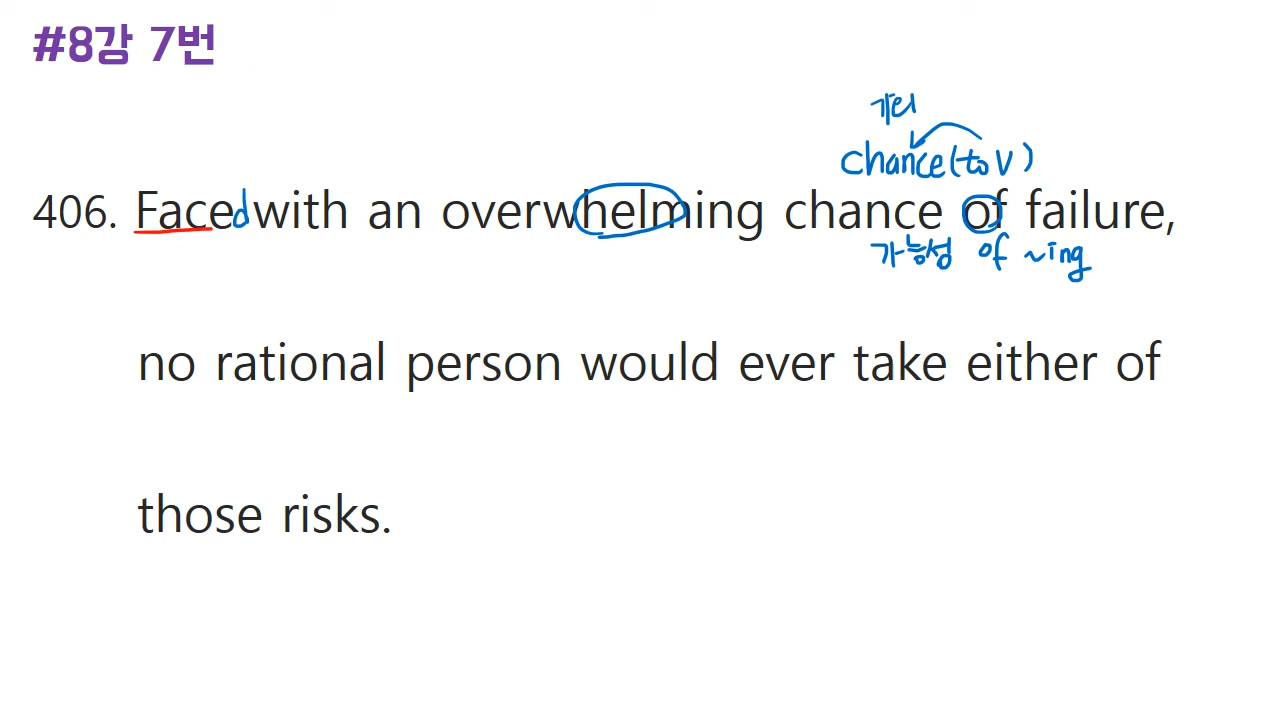 #8강 7번
기회
chance(to V)
406. Faced with an overwhelming chance of failure,
가능성 of ~ing
no rational person would ever take either of
those risks.